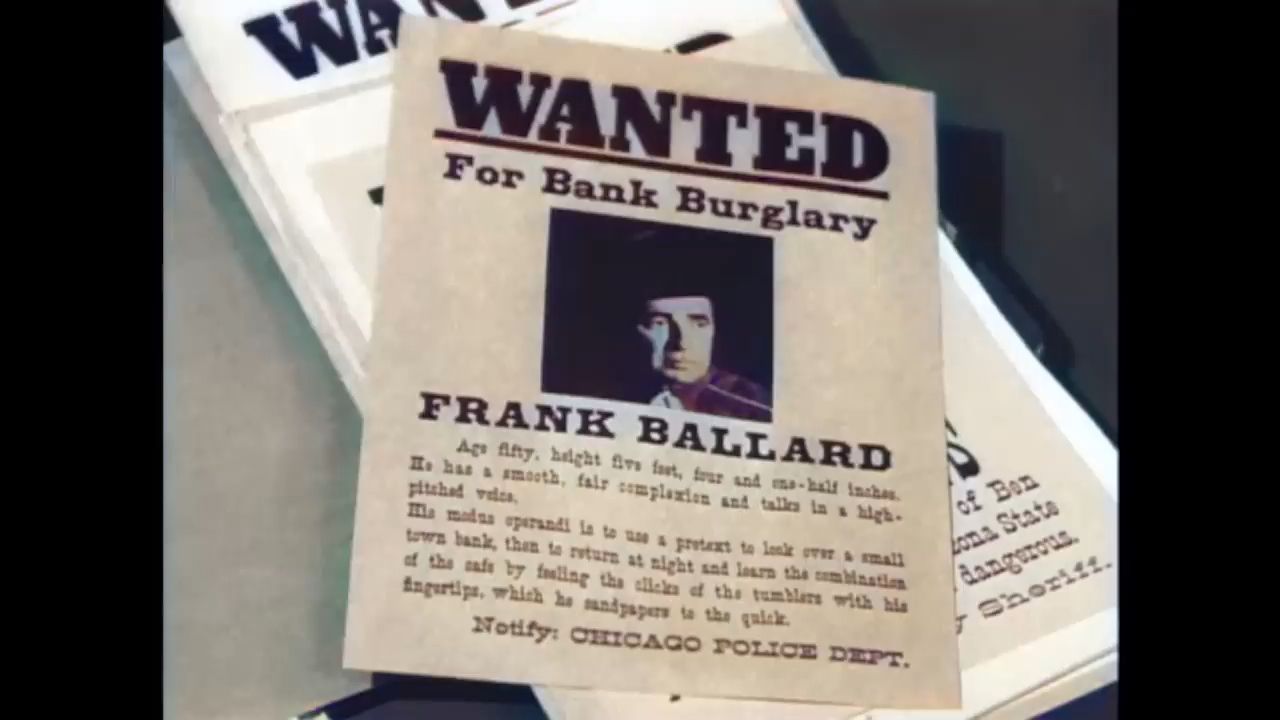 WAN
WANTED
For Bank Burglary
FRANK BALLARD
Age fifty, height five feet, four and one-half inches.
He has a smooth, fair complexion and talks in a high-
pitched voice.
His modus operandi is to use a pretext to look over a small
town bank, then to return at night and learn the combination
of the safe by feeling the clicks of the tumblers with his
fingertips, which he sandpapers to the quick.
Notify: CHICAGO POLICE DEPT.
of Ben
zona State
dangerous.
y Sheriff.